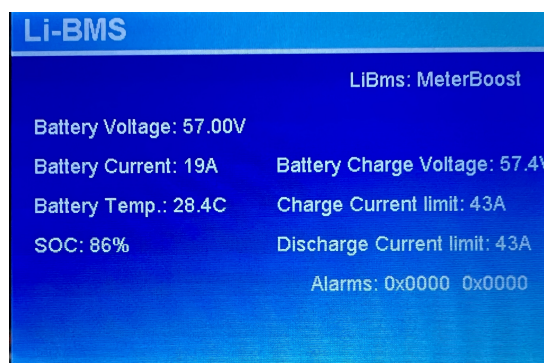 Li-BMS
LiBms: MeterBoost
Battery Voltage: 57.00V
Battery Current: 19A
Battery Charge Voltage: 57.4V
Battery Temp.: 28.4C
Charge Current limit: 43A
SOC: 86%
Discharge Current limit: 43A
Alarms: 0x0000 0x0000